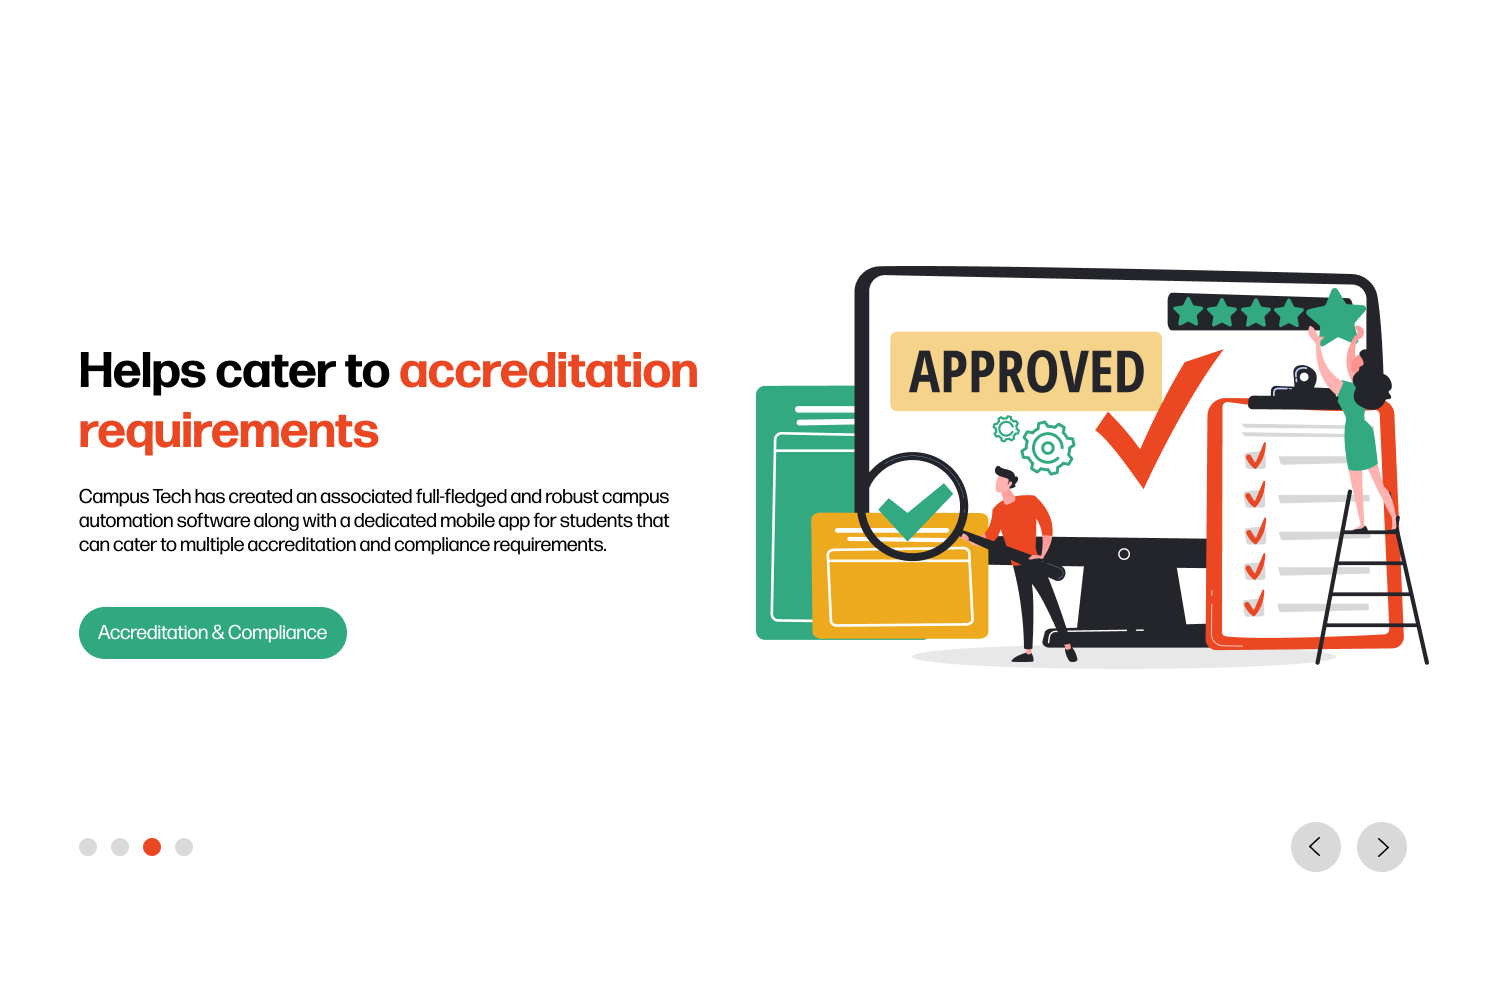 Helps cater to accreditation
requirements
Campus Tech has created an associated full-fledged and robust campus
automation software along with a dedicated mobile app for students that
can cater to multiple accreditation and compliance requirements.
Accreditation & Compliance
APPROVED